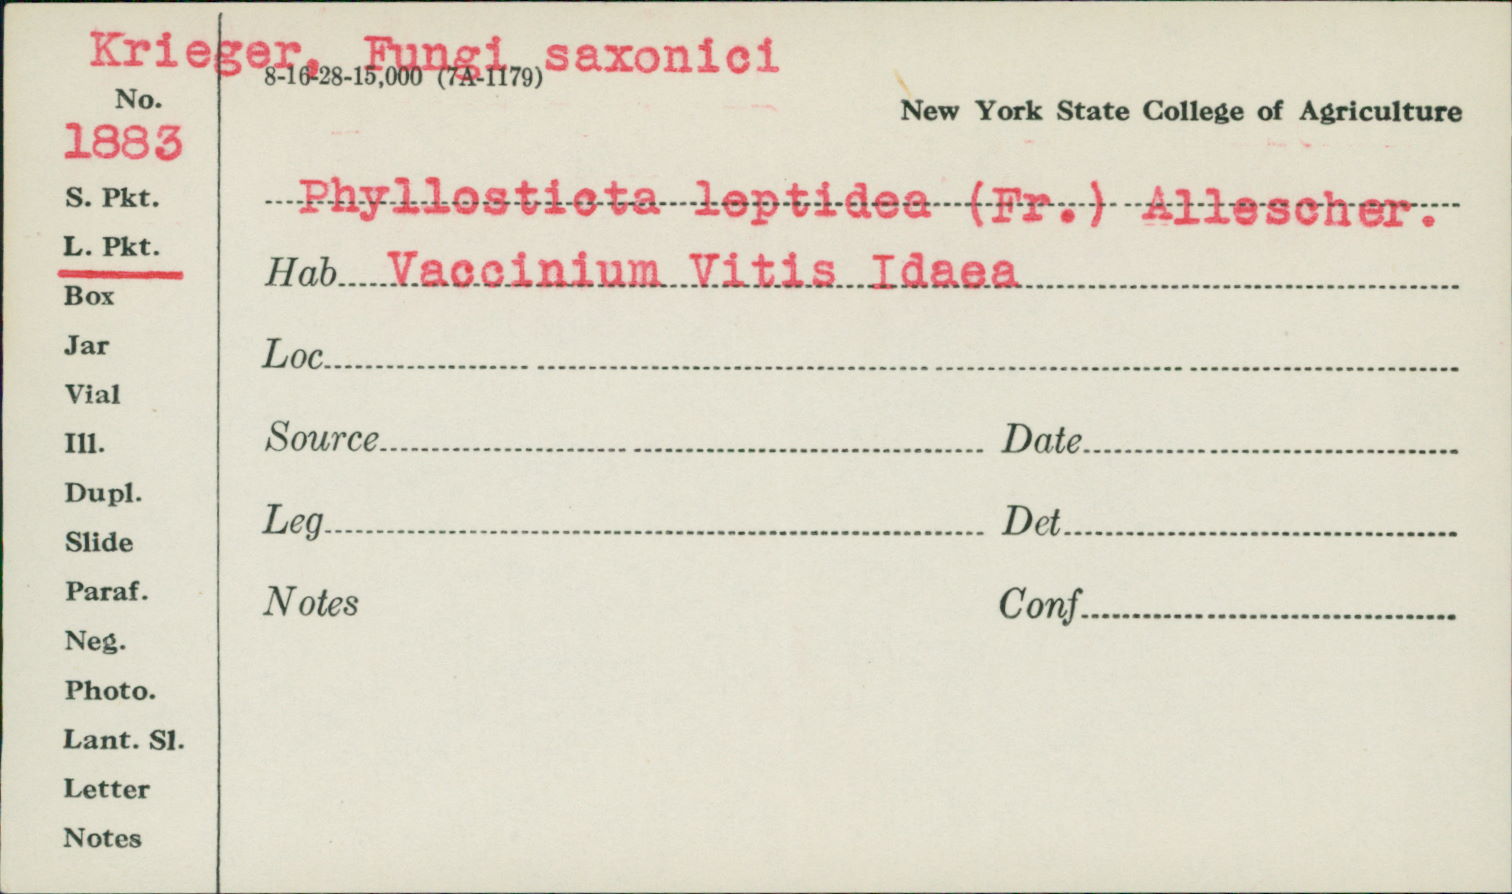 Krieger, Fungi saxonici
8-16-28-15,000 (7A-1179)
No.
New York State College of Agriculture
1883
S. Pkt.
Phyllosticta leptidea (Fr.) Allescher.
L. Pkt.
Hab Vaccinium Vitis Idaea
Box
Jar
Loc
Vial
Ill.
Source Date
Dupl.
Slide
Leg Det
Paraf.
Notes Conf
Neg.
Photo.
Lant. Sl.
Letter
Notes